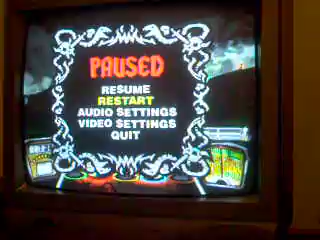 PAUSED
RESUME
RESTART
AUDIO SETTINGS
VIDEO SETTINGS
QUIT